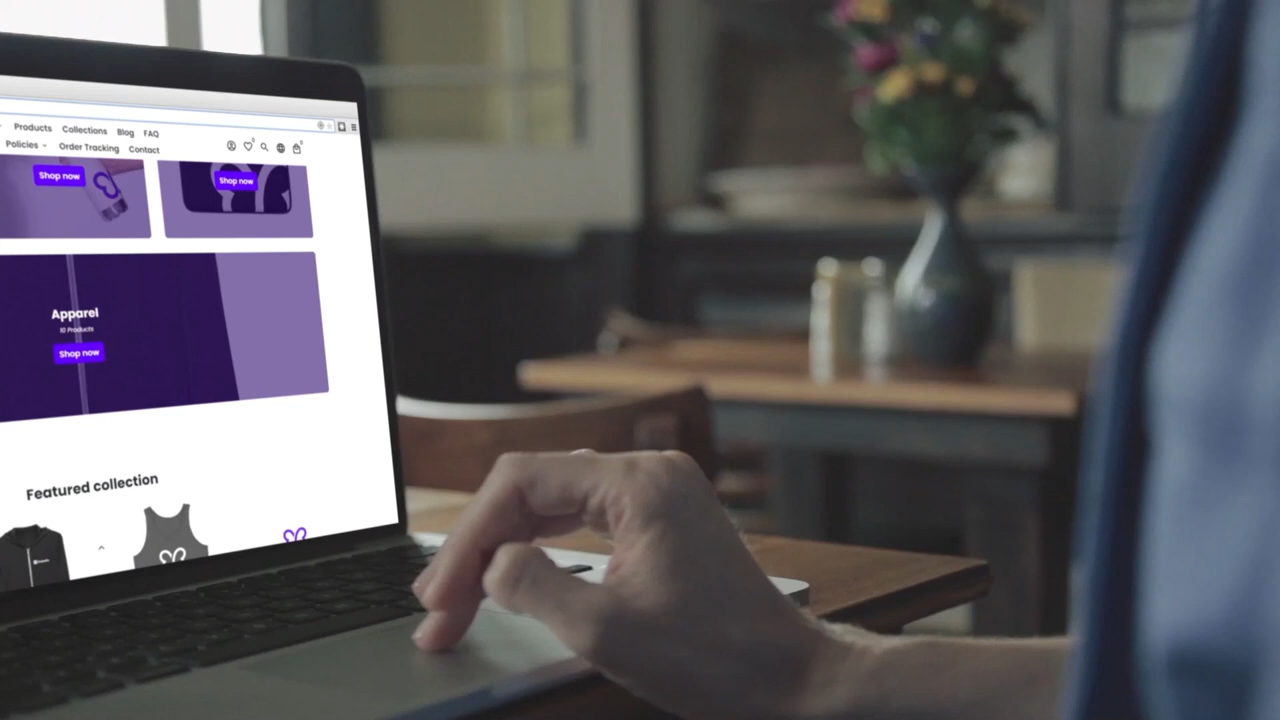 Products Collections Blog FAQ
Policies Order Tracking Contact
Shop now
Shop now
Apparel
10 Products
Shop now
Featured collection